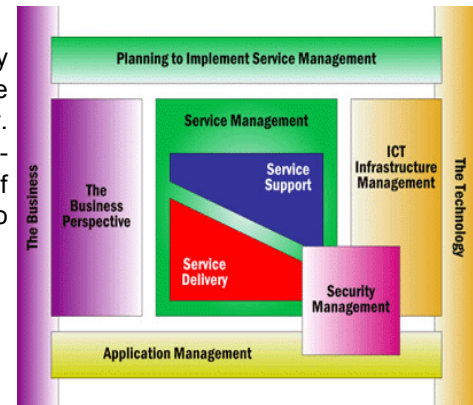 y
e
.
-
f
o
Planning to Implement Service Management
The Business
The
Business
Perspective
Service Management
Service
Support
Service
Delivery
ICT
Infrastructure
Management
The Technology
Security
Management
Application Management